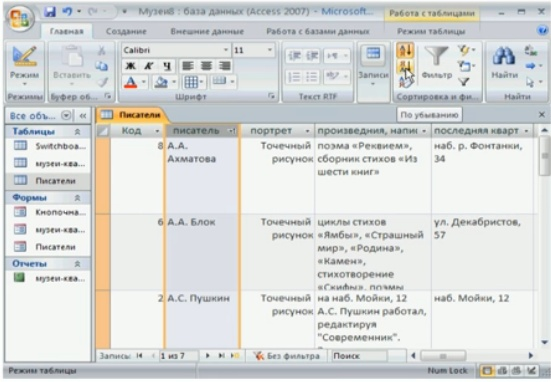 Музей8 : база данных (Access 2007) - Microsoft...
Работа с таблицами
Главная
Создание
Внешние данные
Работа с базами данных
Режим таблицы
Режим
Вставить
Calibri
11
Ж К Ч
Записи
Фильтр
Найти
Режимы
Буфер об...
Шрифт
Текст RTF
Сортировка и фи...
Найти
По убыванию
Все объ...
Писатели
Таблицы
Switchboa...
музеи-ква...
Писатели
Формы
Кнопочна...
музеи-ква...
Писатели
Отчеты
музеи-ква...
Код
писатель
портрет
произведния, напис
последняя кварт
8
А.А.
Ахматова
Точечный
рисунок
поэма «Реквием»,
сборник стихов «Из
шести книг»
наб. р. Фонтанки,
34
6
А.А. Блок
Точечный
рисунок
циклы стихов
«Ямбы», «Страшный
мир», «Родина»,
«Камен»,
стихотворение
«Скифы», поэмы
ул. Декабристов,
57
2
А.С. Пушкин
Точечный
рисунок
на наб. Мойки, 12
А.С. Пушкин работал,
редактируя
"Современник".
наб. Мойки, 12
Запись:
1 из 7
Без фильтра
Поиск
Режим таблицы
Num Lock